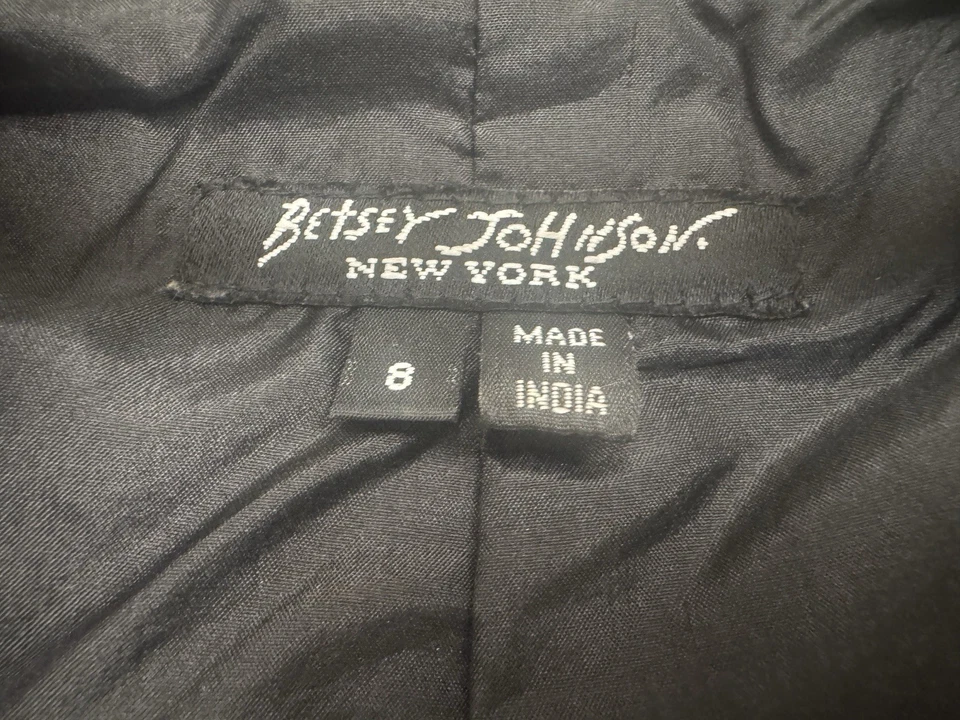 BETSEY JOHNSON.
NEW YORK
8
MADE
IN
INDIA